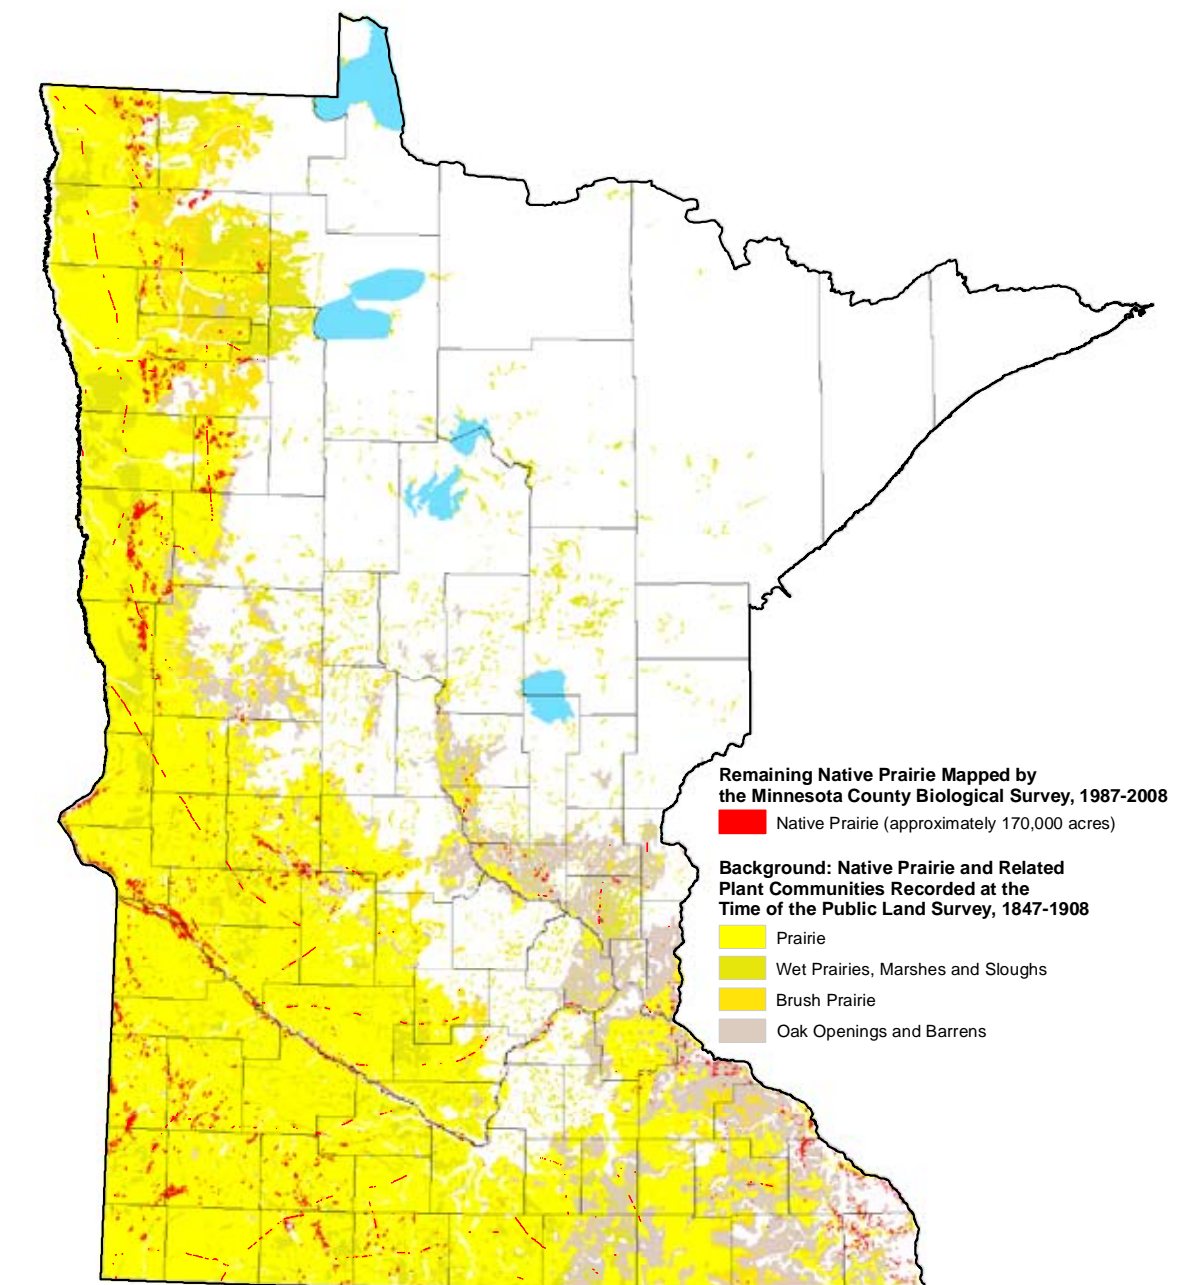 Remaining Native Prairie Mapped by
the Minnesota County Biological Survey, 1987-2008
Native Prairie (approximately 170,000 acres)
Background: Native Prairie and Related
Plant Communities Recorded at the
Time of the Public Land Survey, 1847-1908
Prairie
Wet Prairies, Marshes and Sloughs
Brush Prairie
Oak Openings and Barrens